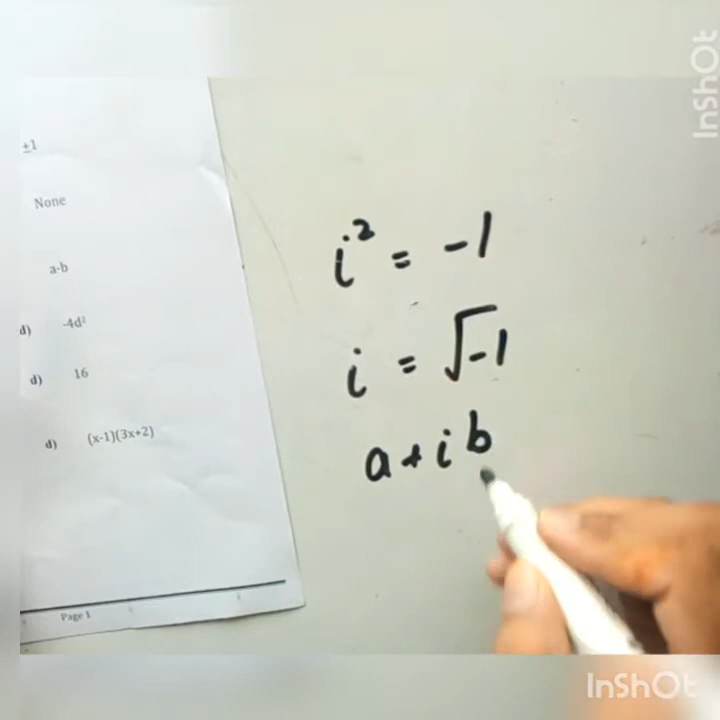 ±1
None
a-b
d) -4d²
d) 16
d) (x-1)(3x+2)
Page 1
i² = -1
i = √-1
a+ib
InShOt
InShOt